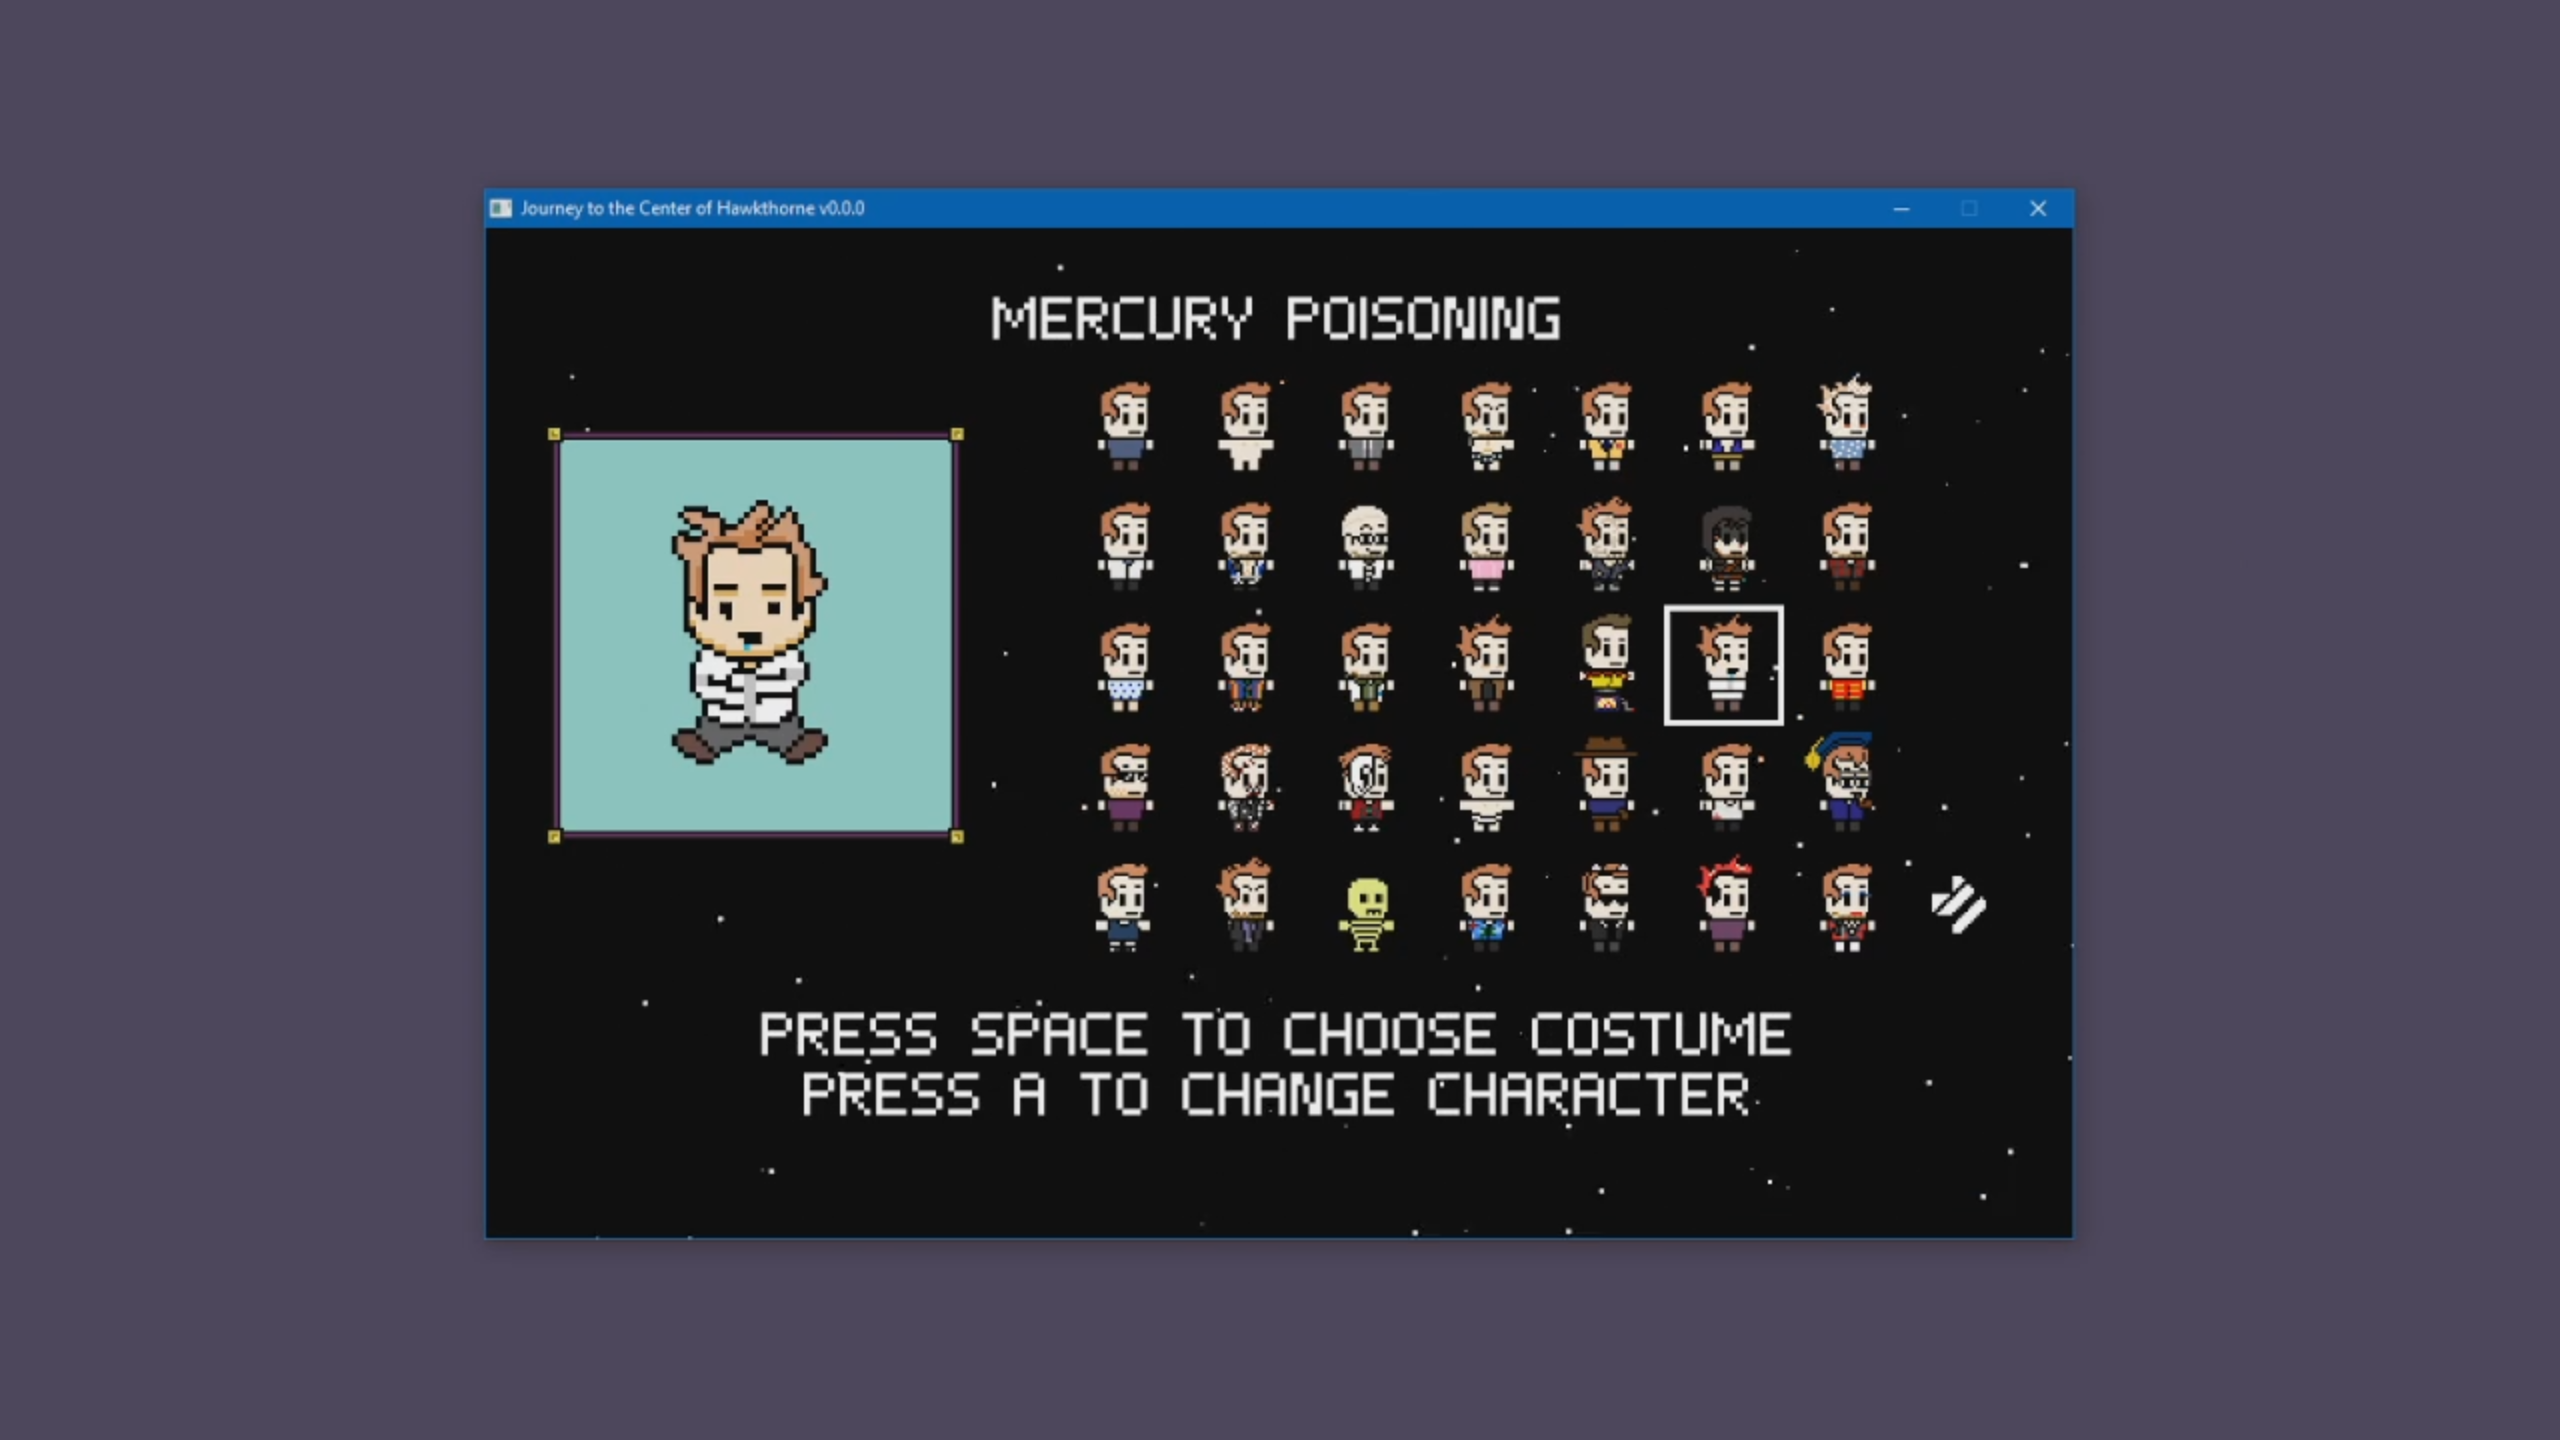 Journey to the Center of Hawkthorne v0.0.0
MERCURY POISONING
PRESS SPACE TO CHOOSE COSTUME
PRESS A TO CHANGE CHARACTER